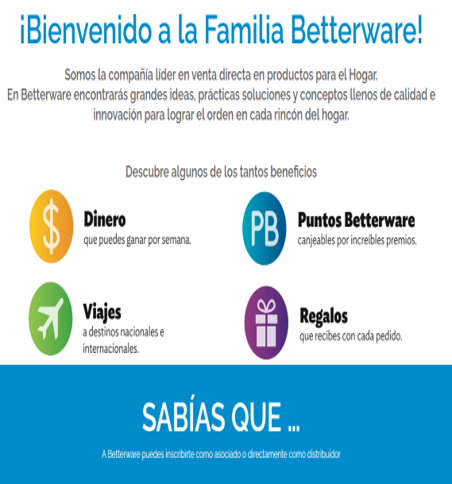 ¡Bienvenido a la Familia Betterware!
Somos la compañía líder en venta directa en productos para el Hogar.
En Betterware encontrarás grandes ideas, prácticas soluciones y conceptos llenos de calidad e
innovación para lograr el orden en cada rincón del hogar.
Descubre algunos de los tantos beneficios
$
Dinero
que puedes ganar por semana.
PB
Puntos Betterware
canjeables por increíbles premios.
Viajes
a destinos nacionales e
internacionales.
Regalos
que recibes con cada pedido.
SABÍAS QUE ...
A Betterware puedes inscribirte como asociado o directamente como distribuidor